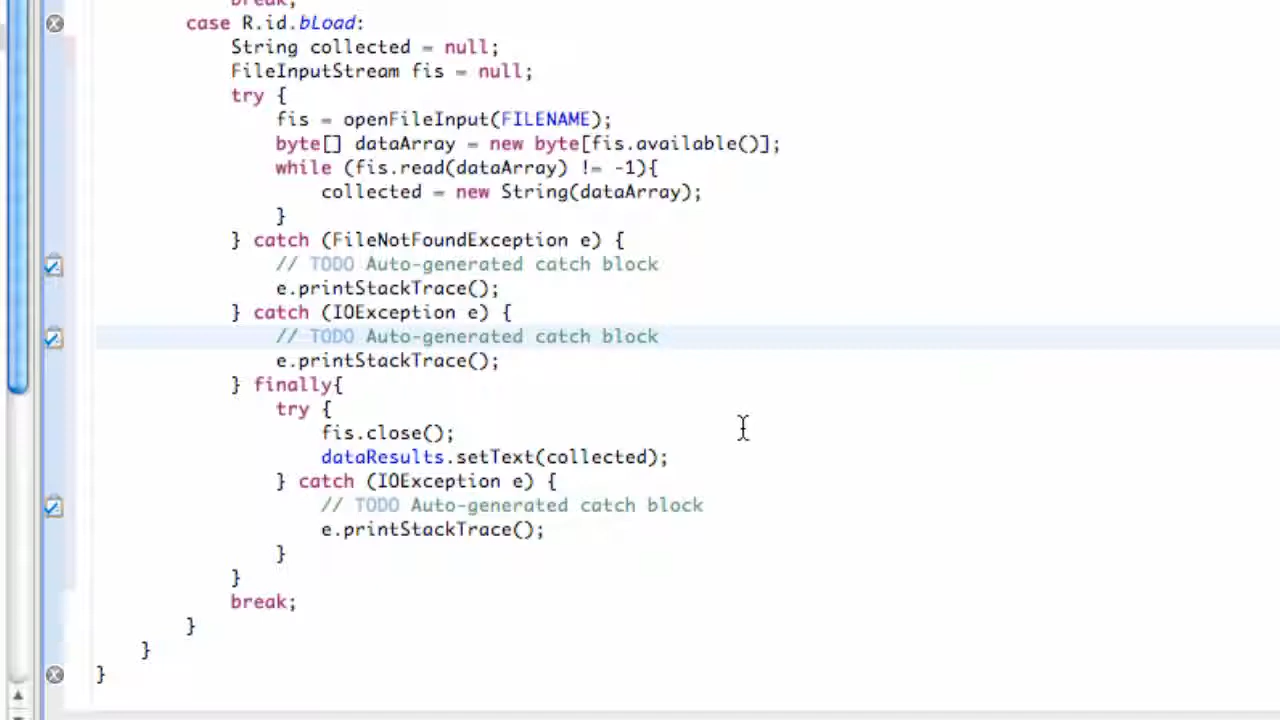 break;
case R.id.bLoad:
String collected = null;
FileInputStream fis = null;
try {
fis = openFileInput(FILENAME);
byte[] dataArray = new byte[fis.available()];
while (fis.read(dataArray) != -1){
collected = new String(dataArray);
}
} catch (FileNotFoundException e) {
// TODO Auto-generated catch block
e.printStackTrace();
} catch (IOException e) {
// TODO Auto-generated catch block
e.printStackTrace();
} finally{
try {
fis.close();
dataResults.setText(collected);
} catch (IOException e) {
// TODO Auto-generated catch block
e.printStackTrace();
}
}
break;
}
}
}